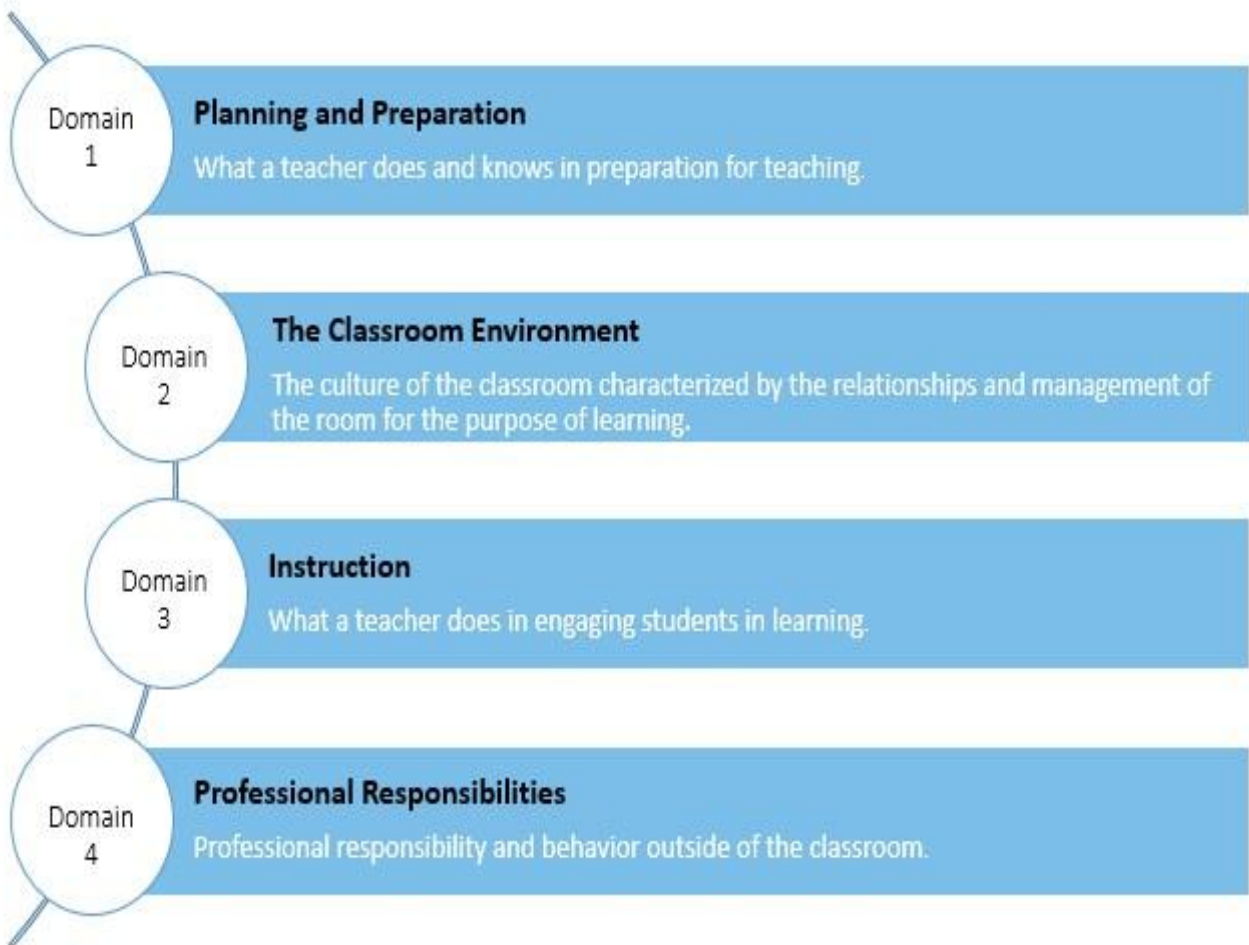 Domain
1
Planning and Preparation
What a teacher does and knows in preparation for teaching.
Domain
2
The Classroom Environment
The culture of the classroom characterized by the relationships and management of
the room for the purpose of learning.
Domain
3
Instruction
What a teacher does in engaging students in learning.
Domain
4
Professional Responsibilities
Professional responsibility and behavior outside of the classroom.